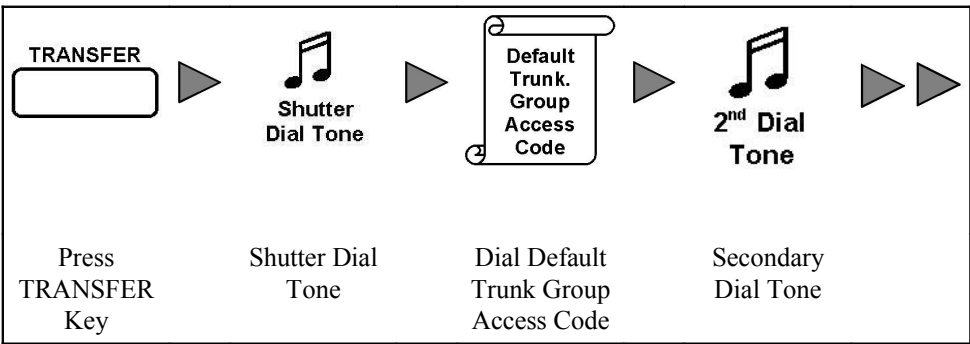 TRANSFER
Shutter
Dial Tone
Default
Trunk.
Group
Access
Code
2nd Dial
Tone
Press
TRANSFER
Key
Shutter Dial
Tone
Dial Default
Trunk Group
Access Code
Secondary
Dial Tone